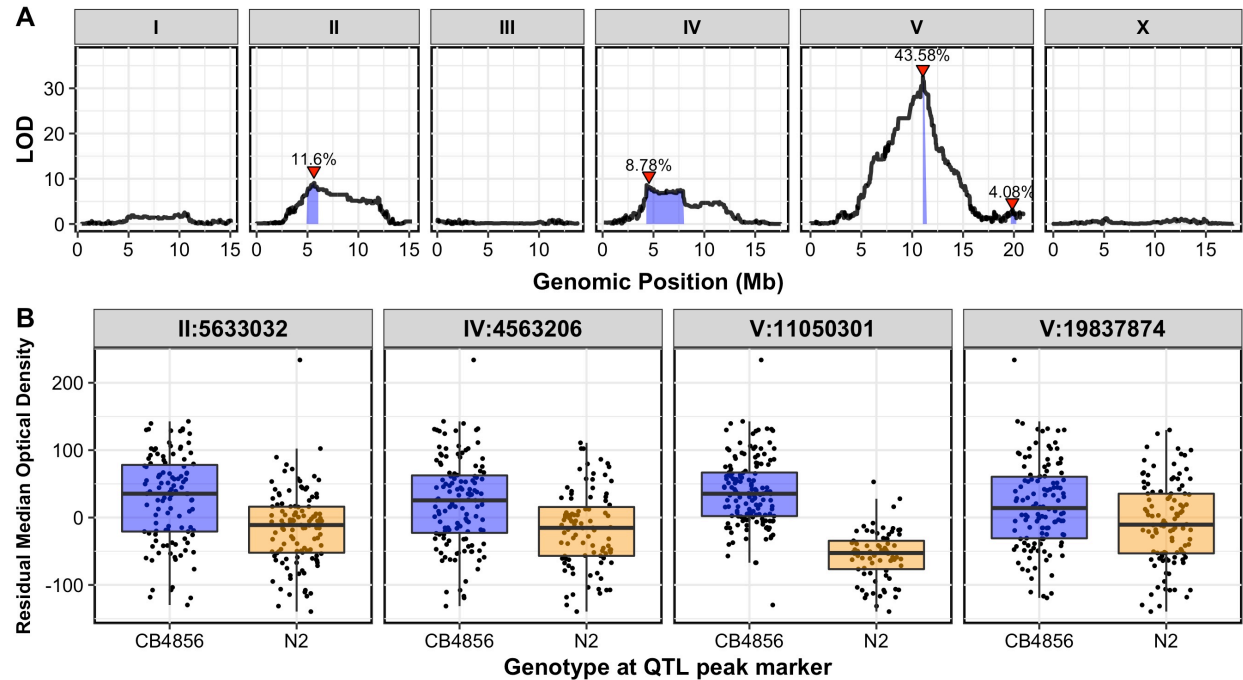 A
I II III IV V X
LOD
30
20
10
0
11.6%
8.78%
43.58%
4.08%
0 5 10 15 0 5 10 15 0 5 10 0 5 10 15 0 5 10 15 20 0 5 10 15
Genomic Position (Mb)
B
II:5633032 IV:4563206 V:11050301 V:19837874
Residual Median Optical Density
200
100
0
-100
CB4856 N2 CB4856 N2 CB4856 N2 CB4856 N2
Genotype at QTL peak marker